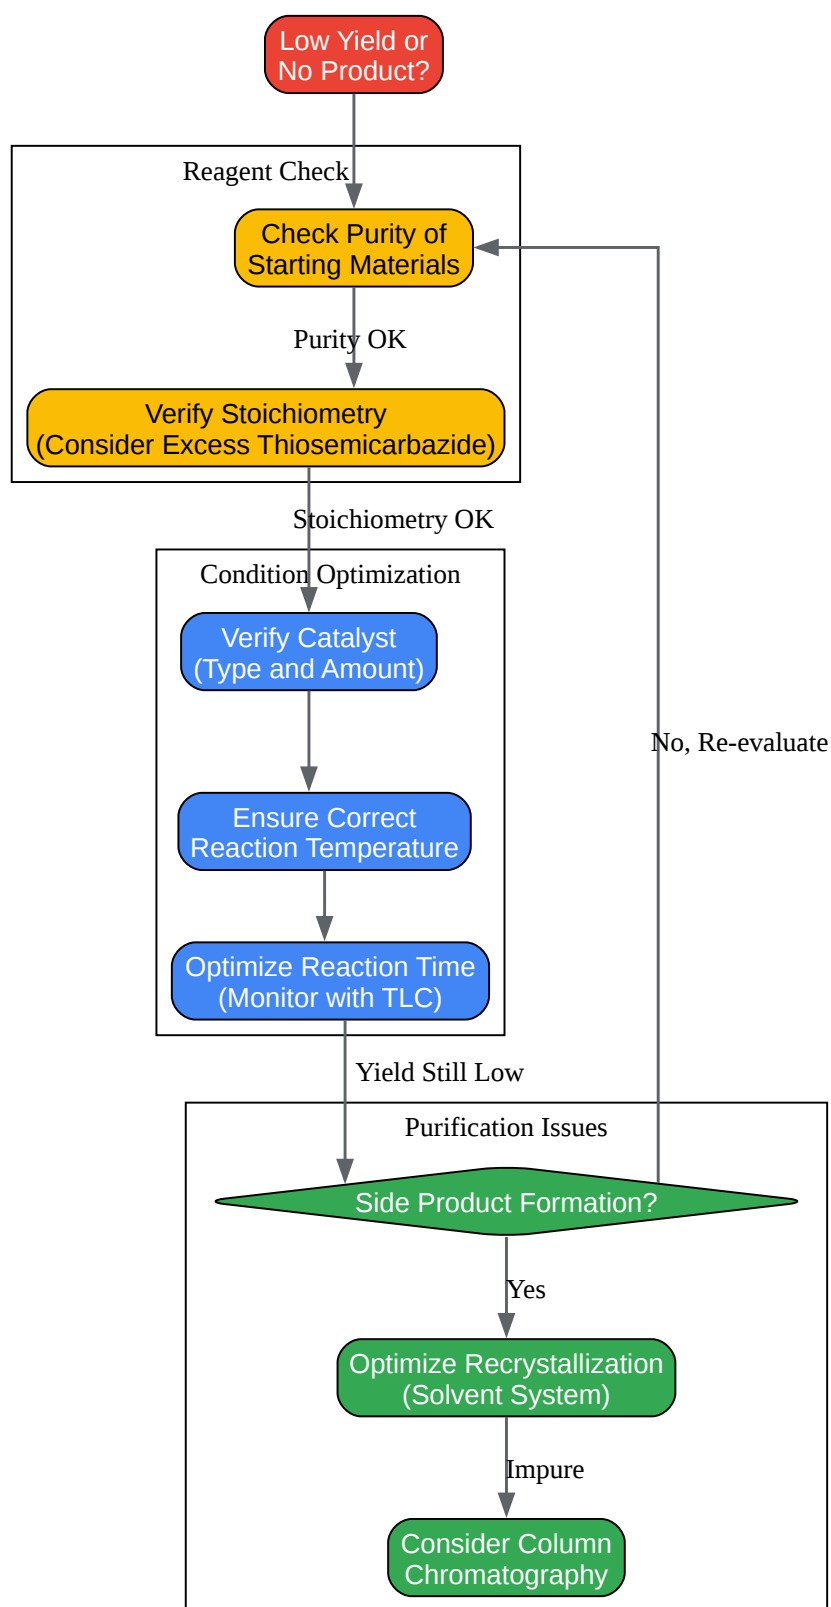 Low Yield or
No Product?
Reagent Check
Check Purity of
Starting Materials
Purity OK
Verify Stoichiometry
(Consider Excess Thiosemicarbazide)
Stoichiometry OK
Condition Optimization
Verify Catalyst
(Type and Amount)
No, Re-evaluate
Ensure Correct
Reaction Temperature
Optimize Reaction Time
(Monitor with TLC)
Yield Still Low
Purification Issues
Side Product Formation?
Yes
Optimize Recrystallization
(Solvent System)
Impure
Consider Column
Chromatography